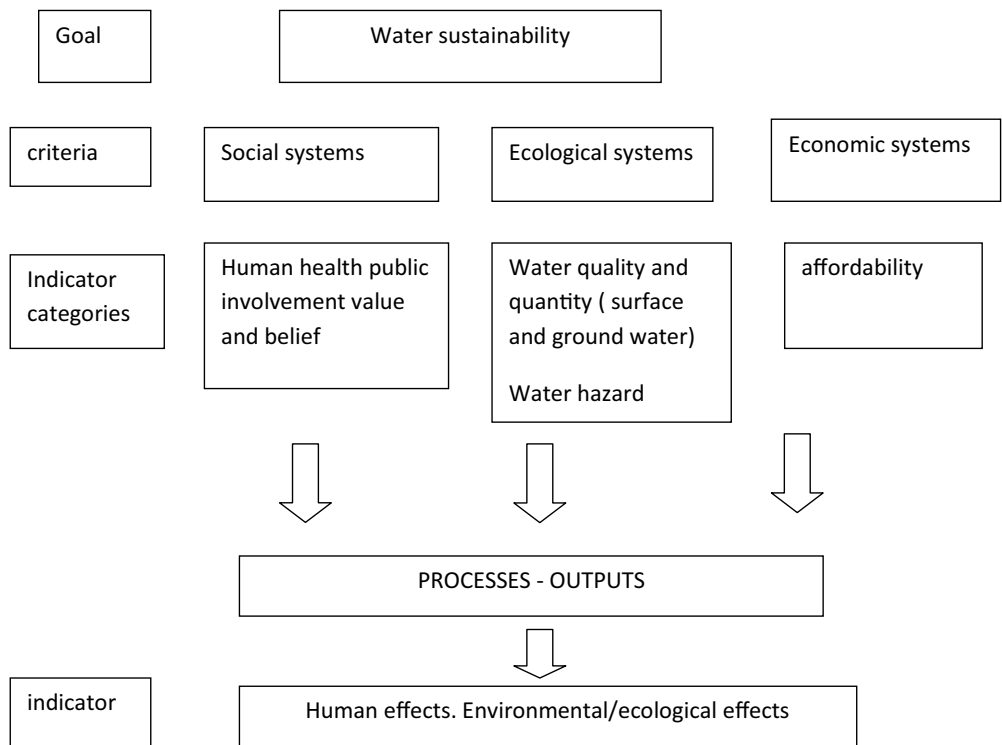 Goal
Water sustainability
criteria
Social systems
Ecological systems
Economic systems
Indicator
categories
Human health public
involvement value
and belief
Water quality and
quantity ( surface
and ground water)
Water hazard
affordability
PROCESSES - OUTPUTS
indicator
Human effects. Environmental/ecological effects